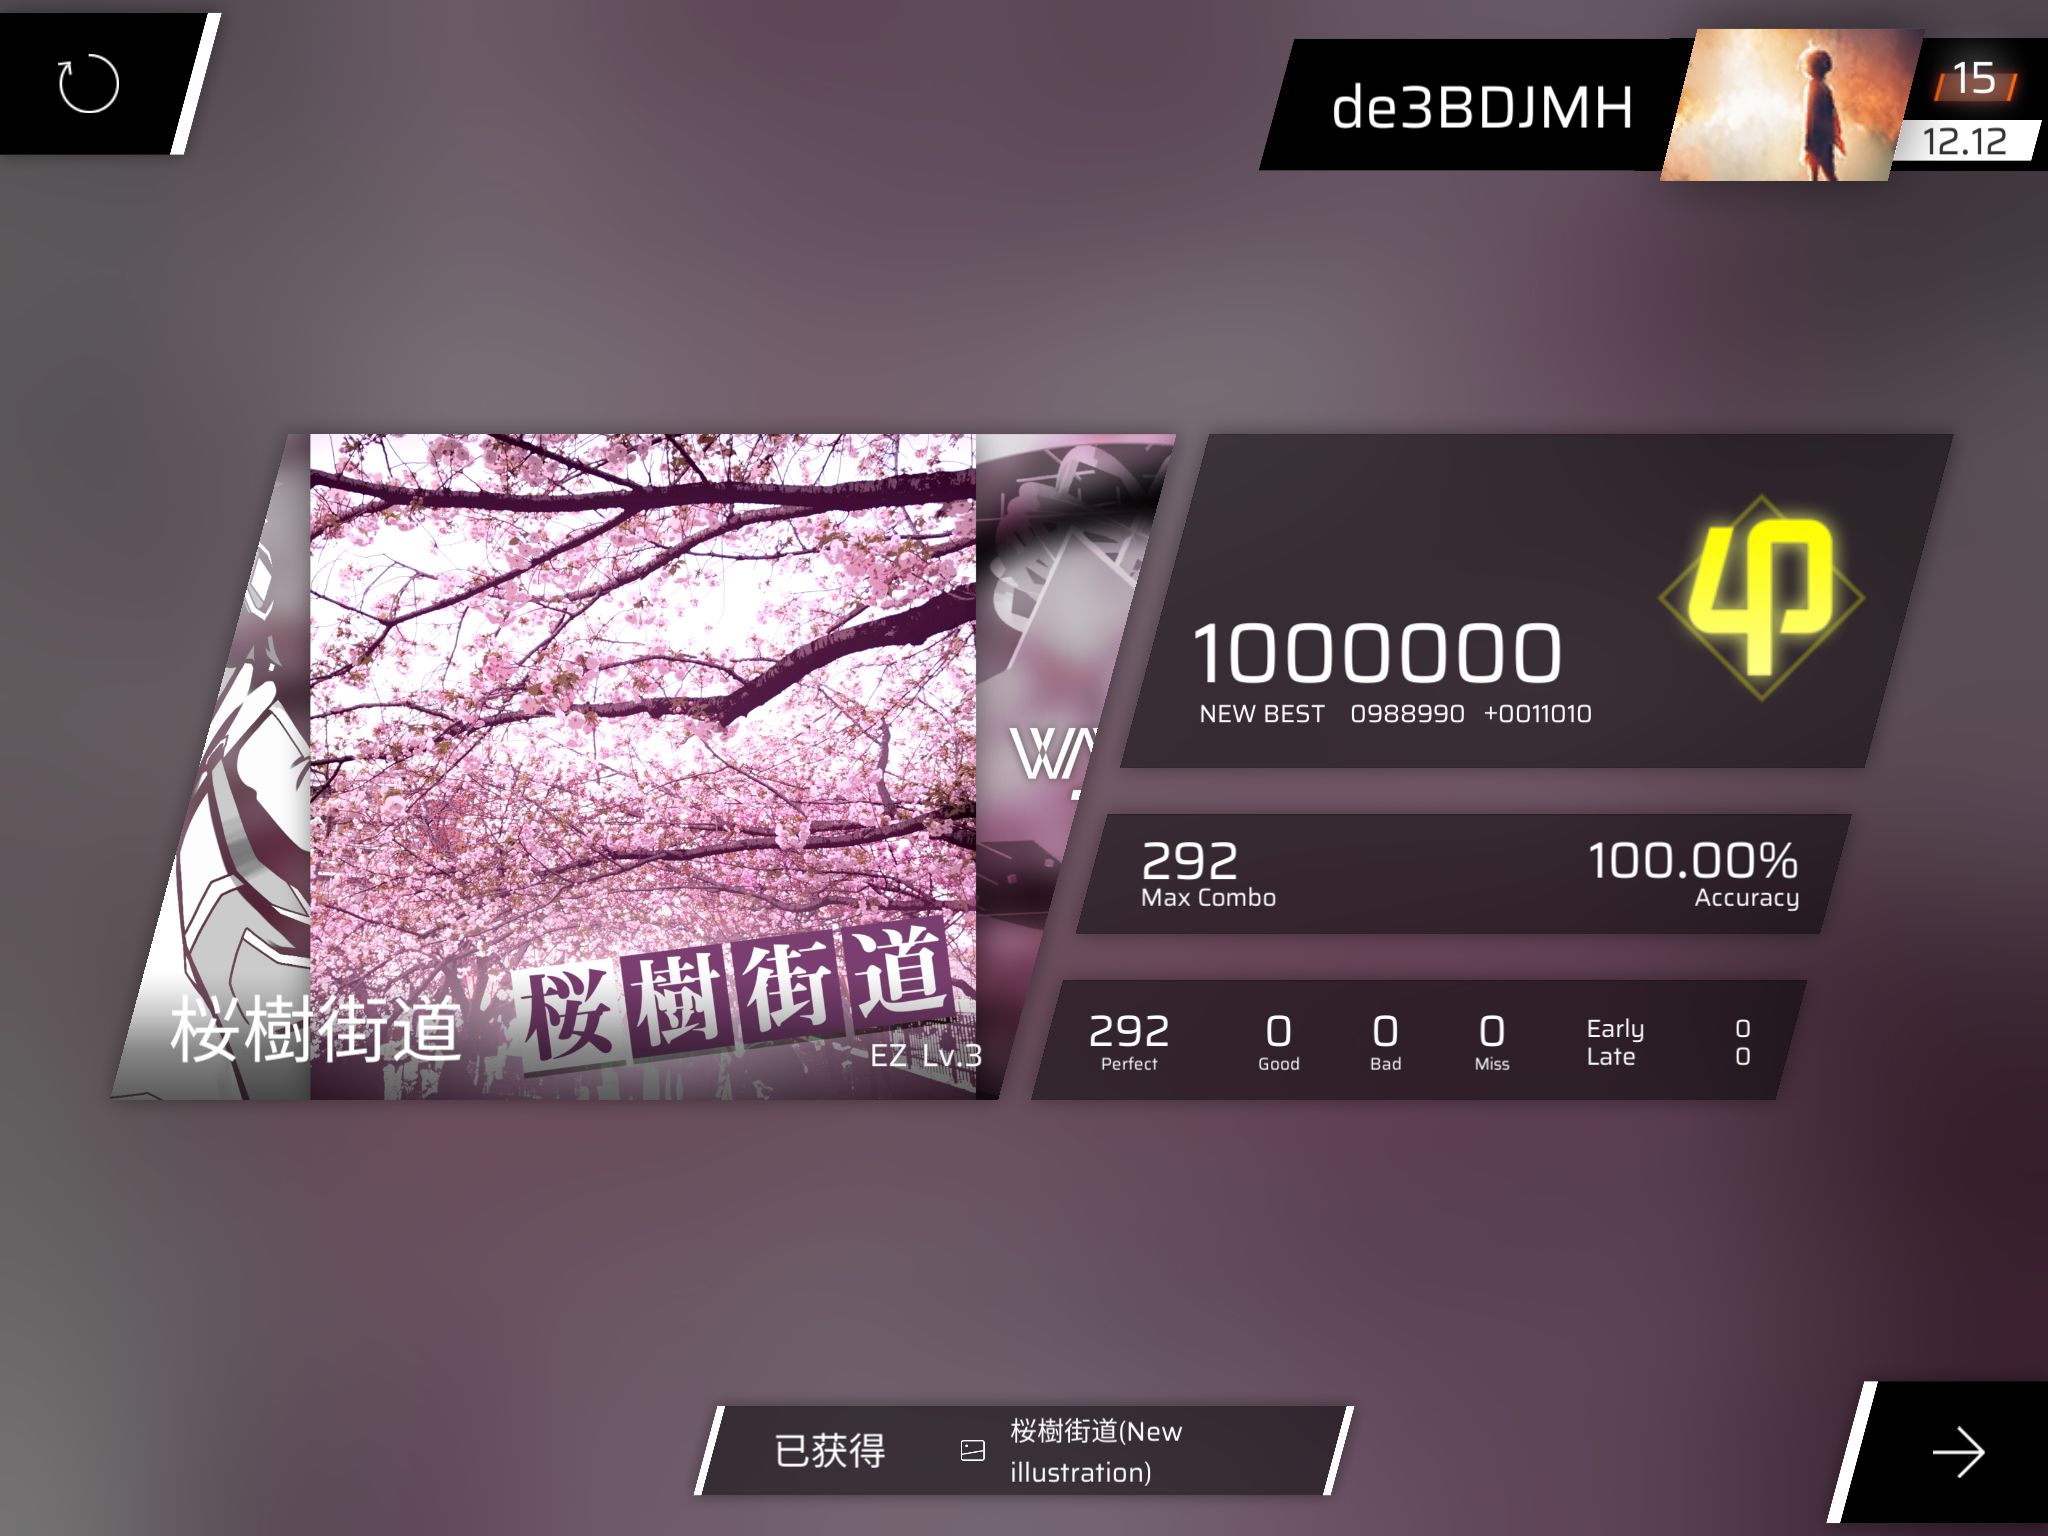 de3BDJMH
15
12.12
桜樹街道
桜樹街道
EZ Lv.3
1000000
NEW BEST 0988990 +0011010
292
Max Combo
100.00%
Accuracy
292
Perfect
0
Good
0
Bad
0
Miss
Early 0
Late 0
已获得
桜樹街道(New
illustration)